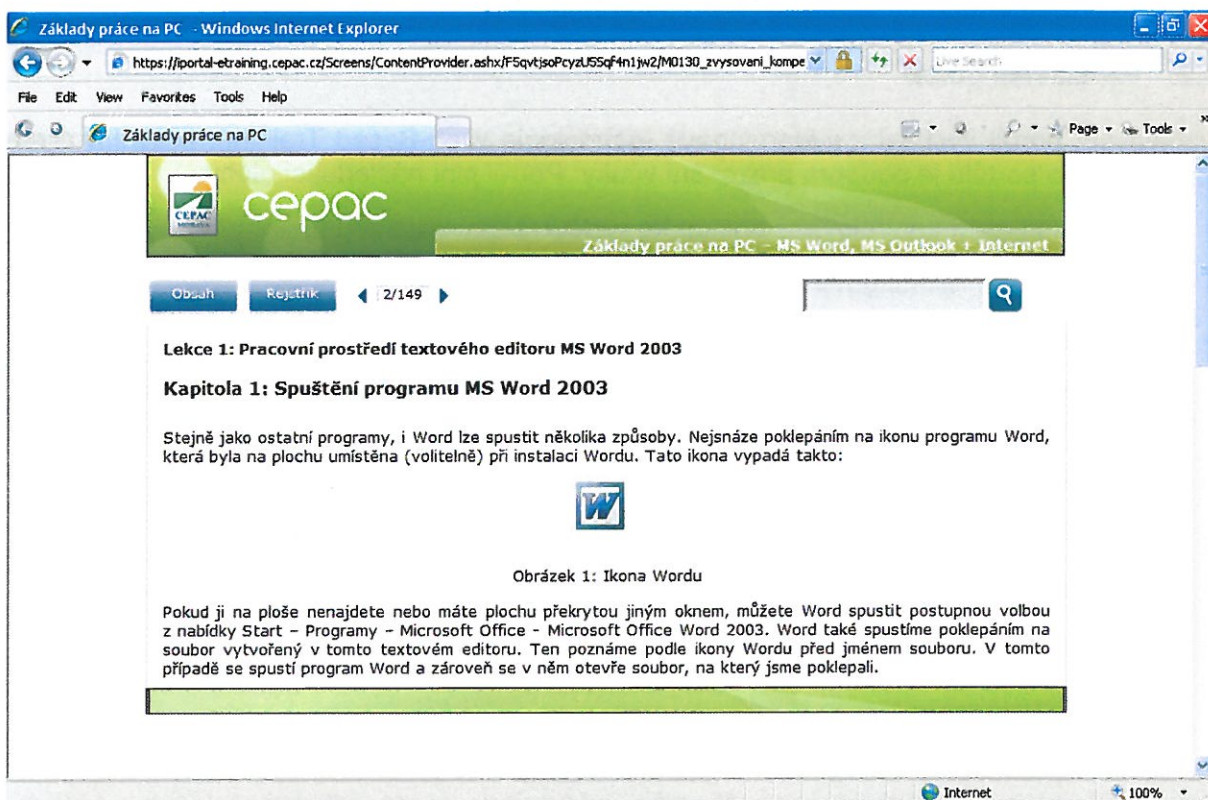 Základy práce na PC - Windows Internet Explorer
https://iportal-etraining.cepac.cz/Screens/ContentProvider.ashx/F5qvtjsoPcyzU5Sqf4n1jw2/M0130_zvysovani_kompe
Live Search
File Edit View Favorites Tools Help
Základy práce na PC
Page Tools
CEPAC
MORAVA
cepac
Základy práce na PC - MS Word, MS Outlook + Internet
Obsah Rejstřík 2/149
Lekce 1: Pracovní prostředí textového editoru MS Word 2003
Kapitola 1: Spuštění programu MS Word 2003
Stejně jako ostatní programy, i Word lze spustit několika způsoby. Nejsnáze poklepáním na ikonu programu Word,
která byla na plochu umístěna (volitelně) při instalaci Wordu. Tato ikona vypadá takto:
W
Obrázek 1: Ikona Wordu
Pokud ji na ploše nenajdete nebo máte plochu překrytou jiným oknem, můžete Word spustit postupnou volbou
z nabídky Start – Programy – Microsoft Office - Microsoft Office Word 2003. Word také spustíme poklepáním na
soubor vytvořený v tomto textovém editoru. Ten poznáme podle ikony Wordu před jménem souboru. V tomto
případě se spustí program Word a zároveň se v něm otevře soubor, na který jsme poklepali.
Internet 100%